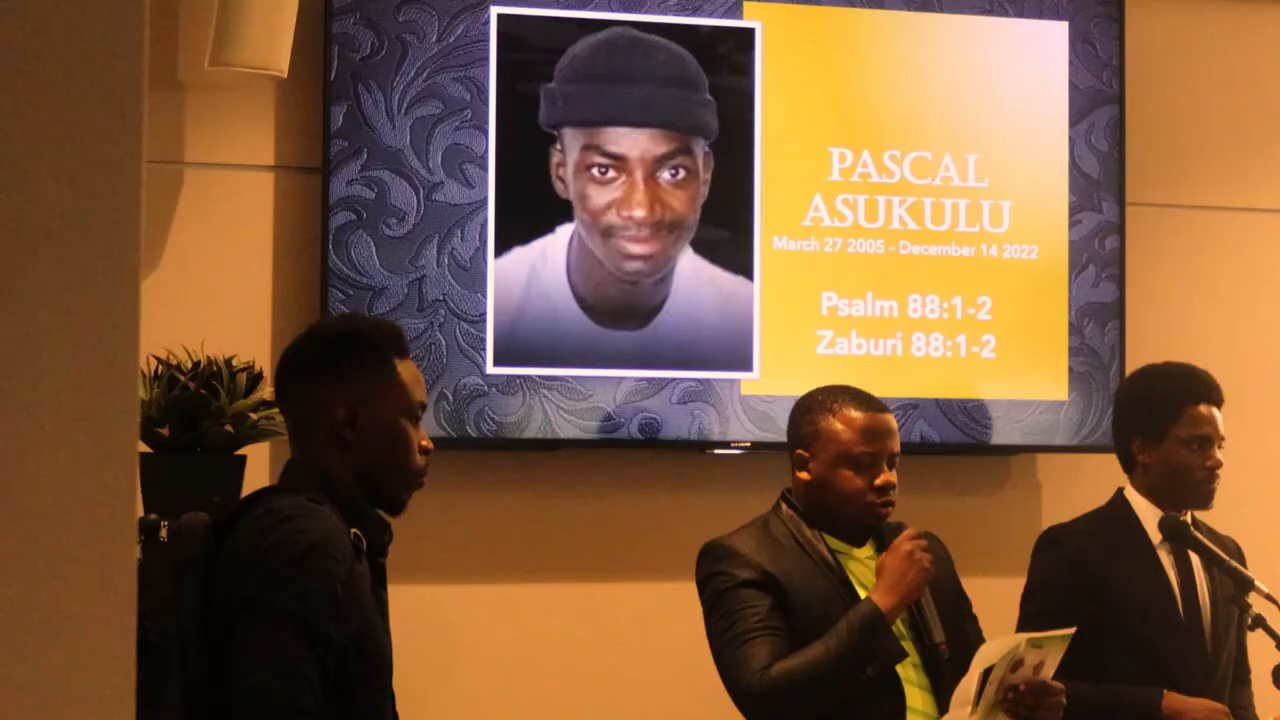 PASCAL
ASUKULU
March 27 2005 - December 14 2022
Psalm 88:1-2
Zaburi 88:1-2